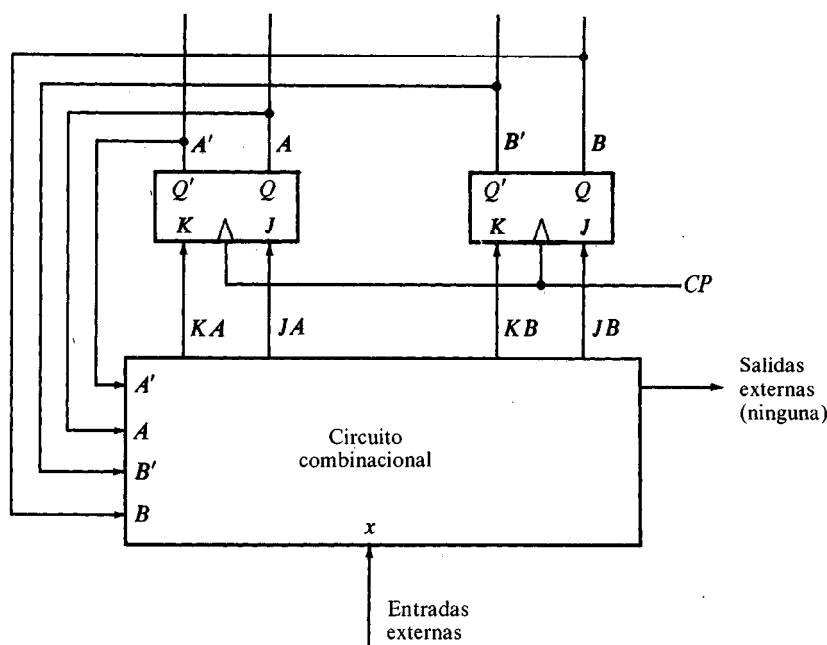 A' A B' B
Q' Q Q' Q
K J K J
CP
KA JA KB JB
Salidas
externas
(ninguna)
A'
A
Circuito
combinacional
B'
B
x
Entradas
externas